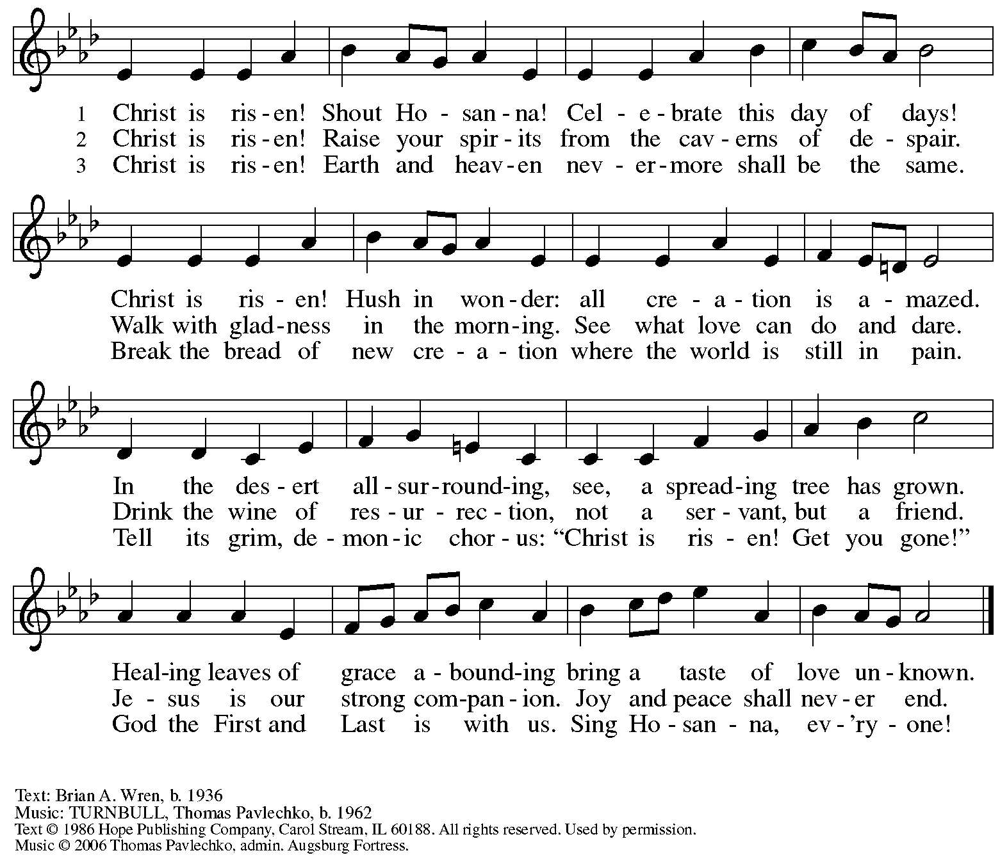 1 Christ is ris - en! Shout Ho - san - na! Cel - e - brate this day of days!
2 Christ is ris - en! Raise your spir - its from the cav - erns of de - spair.
3 Christ is ris - en! Earth and heav - en nev - er - more shall be the same.
Christ is ris - en! Hush in won - der: all cre - a - tion is a - mazed.
Walk with glad - ness in the morn - ing. See what love can do and dare.
Break the bread of new cre - a - tion where the world is still in pain.
In the des - ert all - sur - round - ing, see, a spread - ing tree has grown.
Drink the wine of res - ur - rec - tion, not a ser - vant, but a friend.
Tell its grim, de - mon - ic chor - us: “Christ is ris - en! Get you gone!”
Heal - ing leaves of grace a - bound - ing bring a taste of love un - known.
Je - sus is our strong com - pan - ion. Joy and peace shall nev - er end.
God the First and Last is with us. Sing Ho - san - na, ev - ’ry - one!
Text: Brian A. Wren, b. 1936
Music: TURNBULL, Thomas Pavlechko, b. 1962
Text © 1986 Hope Publishing Company, Carol Stream, IL 60188. All rights reserved. Used by permission.
Music © 2006 Thomas Pavlechko, admin. Augsburg Fortress.